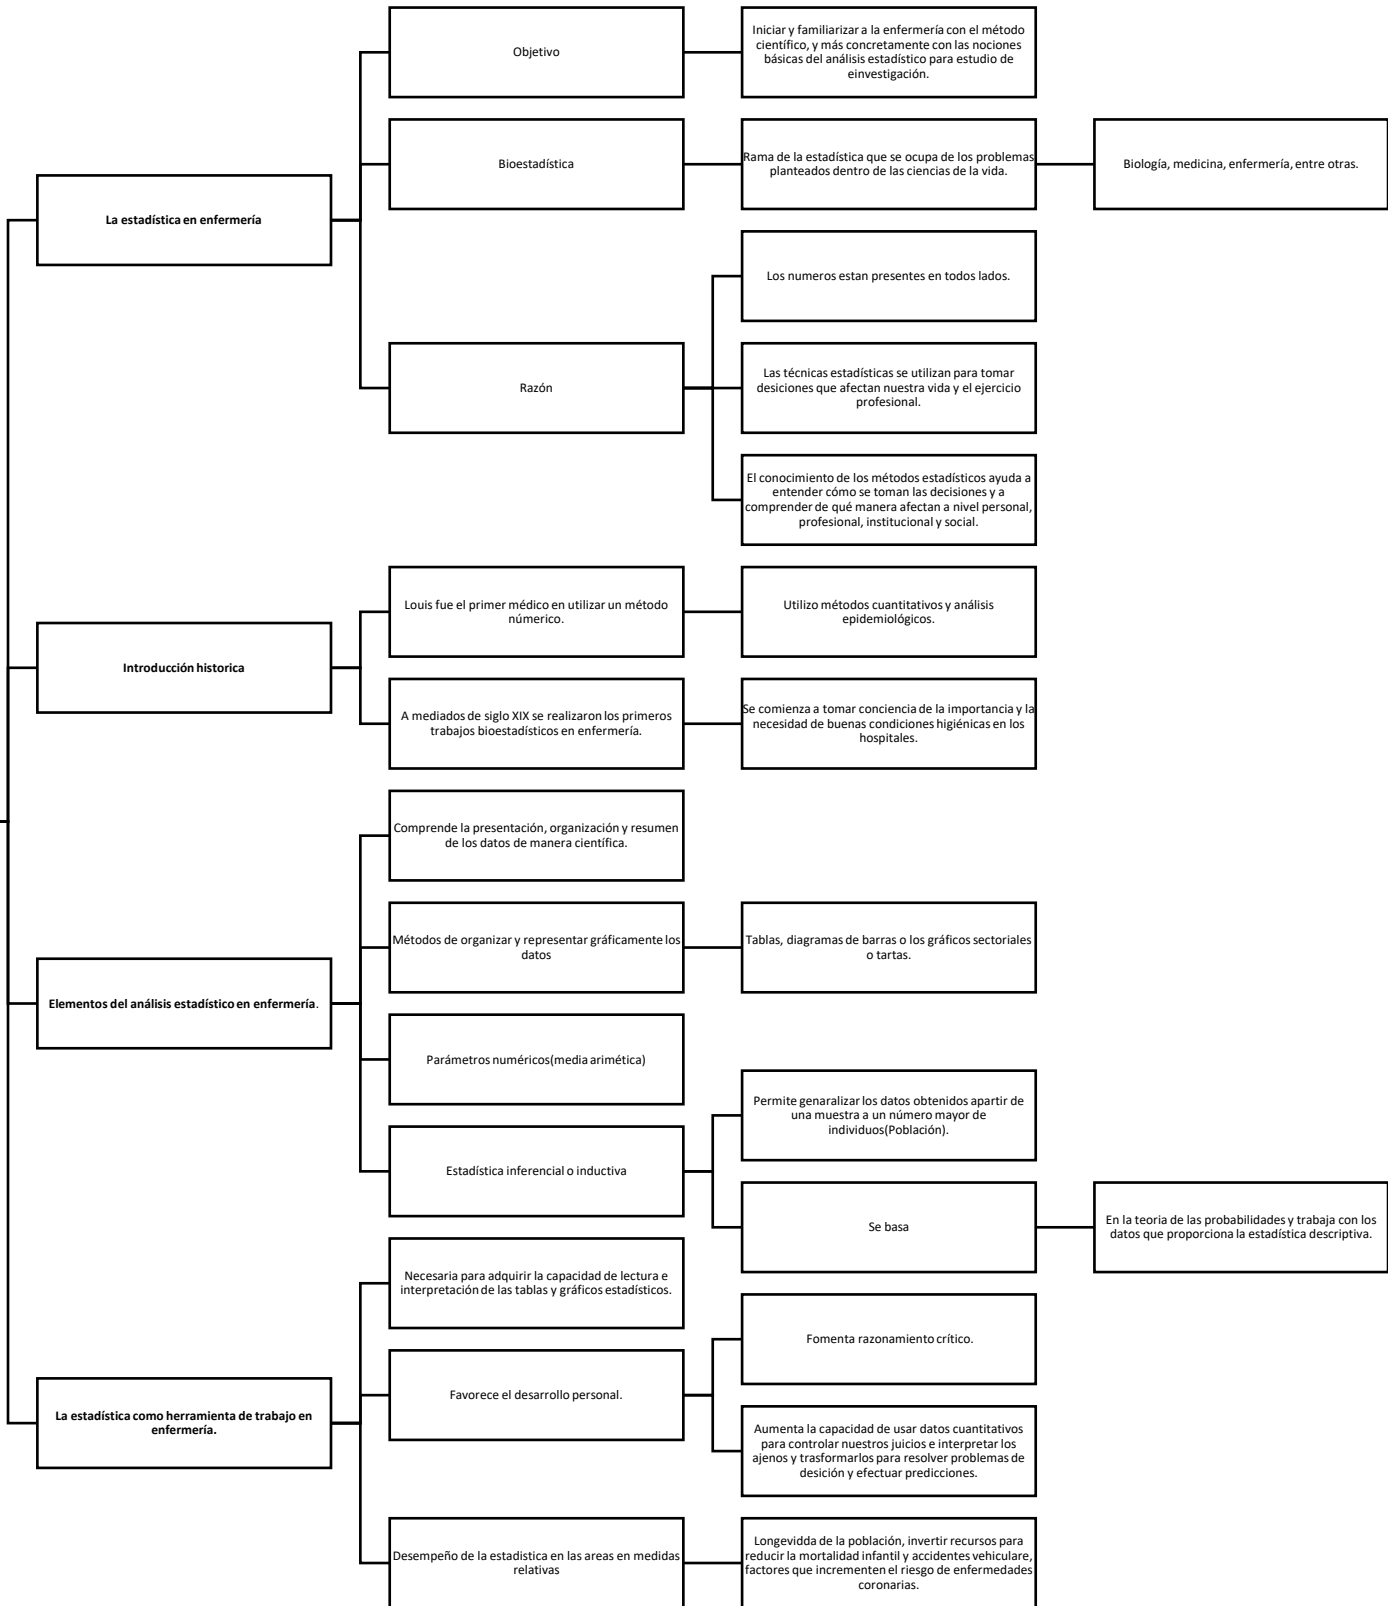 La estadística en enfermería
Objetivo
Iniciar y familiarizar a la enfermería con el método
científico, y más concretamente con las nociones
básicas del análisis estadístico para estudio de
einvestigación.
Bioestadística
Rama de la estadística que se ocupa de los problemas
planteados dentro de las ciencias de la vida.
Biología, medicina, enfermería, entre otras.
Razón
Los numeros estan presentes en todos lados.
Las técnicas estadísticas se utilizan para tomar
desiciones que afectan nuestra vida y el ejercicio
profesional.
El conocimiento de los métodos estadísticos ayuda a
entender cómo se toman las decisiones y a
comprender de qué manera afectan a nivel personal,
profesional, institucional y social.
Introducción historica
Louis fue el primer médico en utilizar un método
númerico.
Utilizo métodos cuantitativos y análisis
epidemiológicos.
A mediados de siglo XIX se realizaron los primeros
trabajos bioestadísticos en enfermería.
Se comienza a tomar conciencia de la importancia y la
necesidad de buenas condiciones higiénicas en los
hospitales.
Elementos del análisis estadístico en enfermería.
Comprende la presentación, organización y resumen
de los datos de manera científica.
Métodos de organizar y representar gráficamente los
datos
Tablas, diagramas de barras o los gráficos sectoriales
o tartas.
Parámetros numéricos(media arimética)
Estadística inferencial o inductiva
Permite genaralizar los datos obtenidos apartir de
una muestra a un número mayor de
individuos(Población).
Se basa
En la teoria de las probabilidades y trabaja con los
datos que proporciona la estadística descriptiva.
La estadística como herramienta de trabajo en
enfermería.
Necesaria para adquirir la capacidad de lectura e
interpretación de las tablas y gráficos estadísticos.
Favorece el desarrollo personal.
Fomenta razonamiento crítico.
Aumenta la capacidad de usar datos cuantitativos
para controlar nuestros juicios e interpretar los
ajenos y trasformarlos para resolver problemas de
desición y efectuar predicciones.
Desempeño de la estadistica en las areas en medidas
relativas
Longevidda de la población, invertir recursos para
reducir la mortalidad infantil y accidentes vehiculare,
factores que incrementen el riesgo de enfermedades
coronarias.